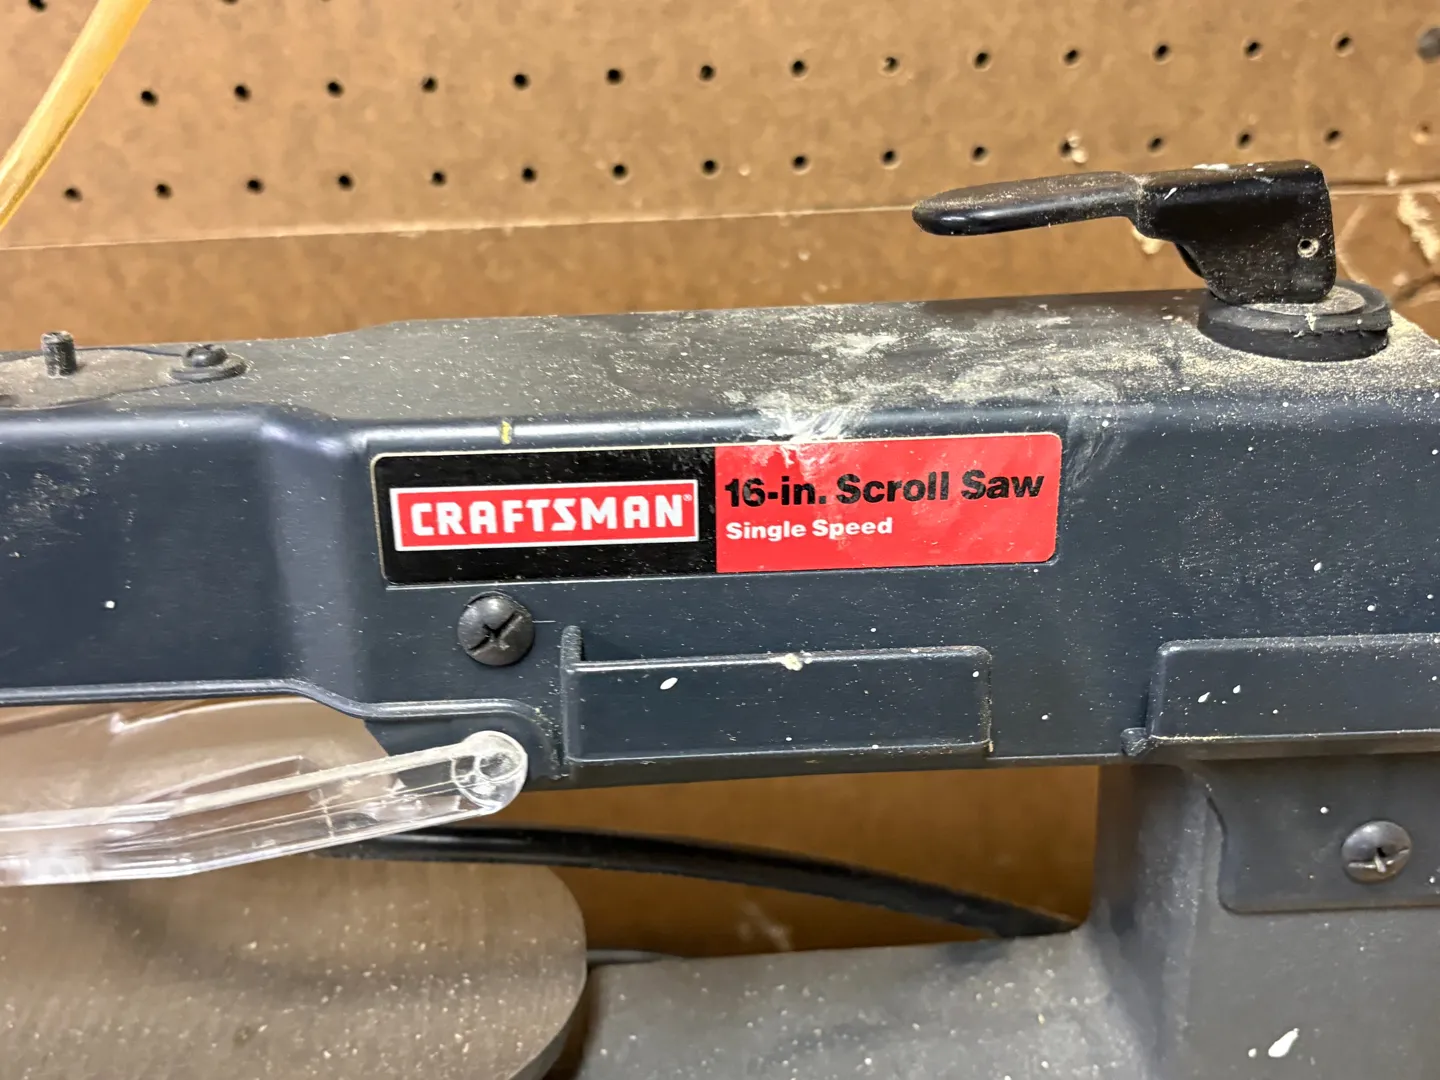 CRAFTSMAN®
16-in. Scroll Saw
Single Speed